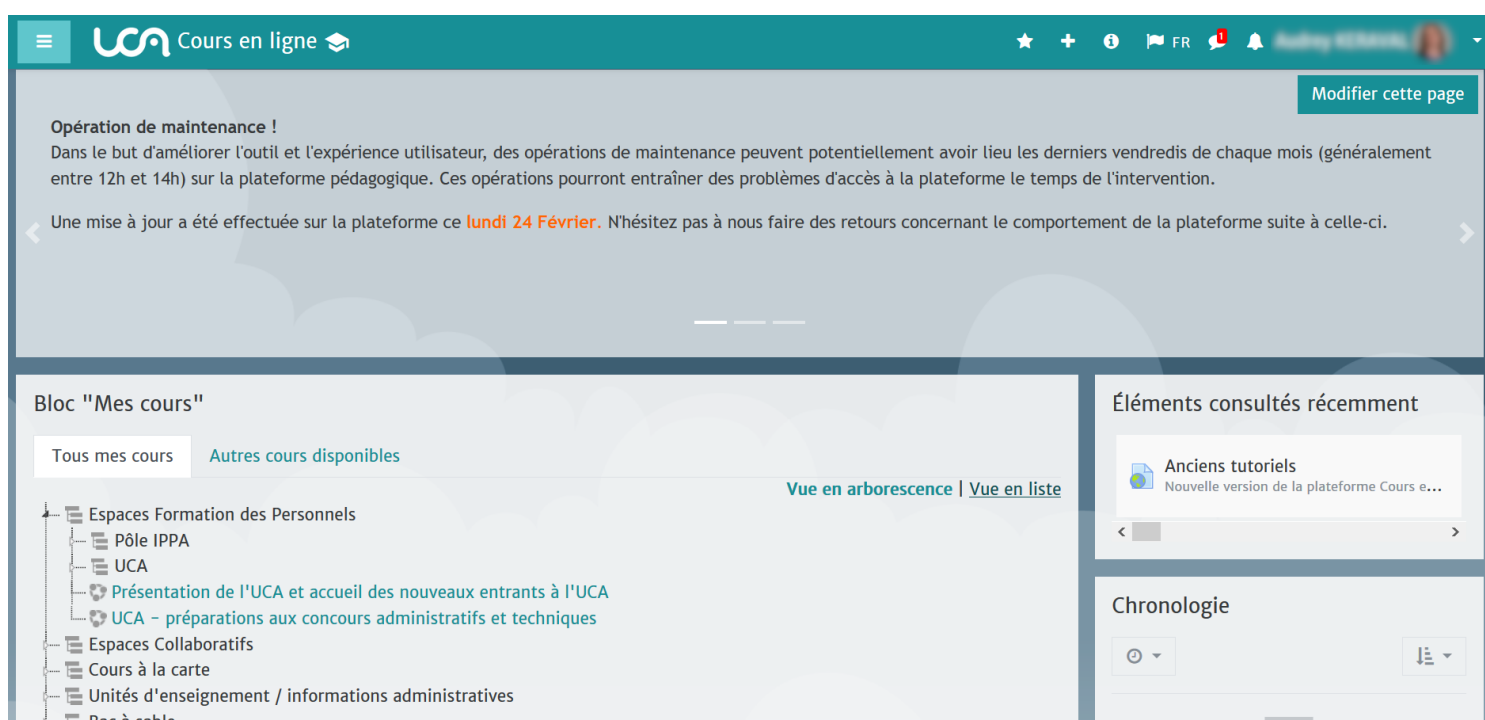 UCA Cours en ligne
FR
1
Modifier cette page
Opération de maintenance !
Dans le but d'améliorer l'outil et l'expérience utilisateur, des opérations de maintenance peuvent potentiellement avoir lieu les derniers vendredis de chaque mois (généralement
entre 12h et 14h) sur la plateforme pédagogique. Ces opérations pourront entraîner des problèmes d'accès à la plateforme le temps de l'intervention.
Une mise à jour a été effectuée sur la plateforme ce lundi 24 Février. N'hésitez pas à nous faire des retours concernant le comportement de la plateforme suite à celle-ci.
Bloc "Mes cours"
Tous mes cours Autres cours disponibles
Vue en arborescence | Vue en liste
Espaces Formation des Personnels
Pôle IPPA
UCA
Présentation de l'UCA et accueil des nouveaux entrants à l'UCA
UCA – préparations aux concours administratifs et techniques
Espaces Collaboratifs
Cours à la carte
Unités d'enseignement / informations administratives
Bac à sable
Éléments consultés récemment
Anciens tutoriels
Nouvelle version de la plateforme Cours e...
Chronologie